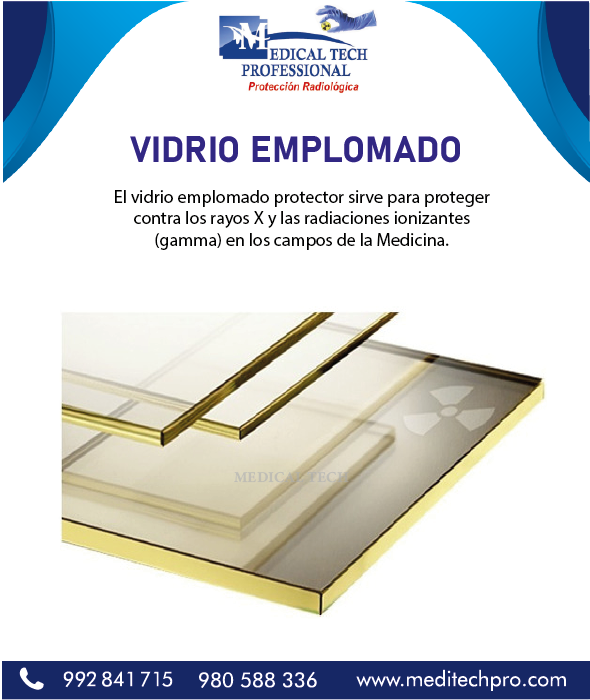 MEDICAL TECH
PROFESSIONAL
Protección Radiológica
VIDRIO EMPLOMADO
El vidrio emplomado protector sirve para proteger
contra los rayos X y las radiaciones ionizantes
(gamma) en los campos de la Medicina.
MEDICAL TECH
992 841 715 980 588 336 www.meditechpro.com